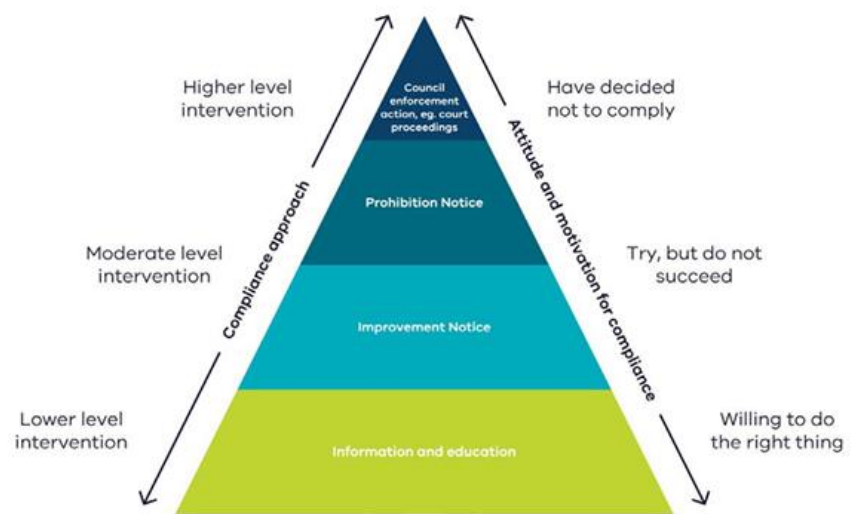 Higher level
intervention
Council
enforcement
action, eg. court
proceedings
Have decided
not to comply
Prohibition Notice
Compliance approach
Attitude and motivation for compliance
Moderate level
intervention
Try, but do not
succeed
Improvement Notice
Lower level
intervention
Information and education
Willing to do
the right thing